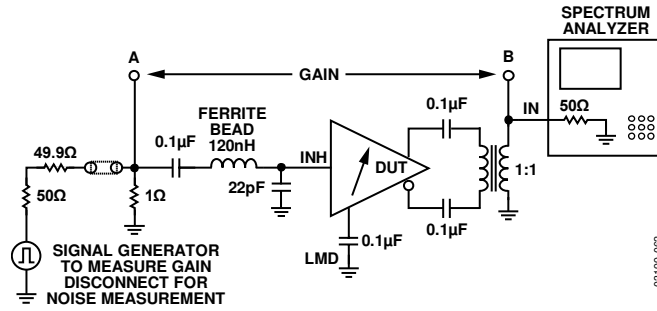 SPECTRUM
ANALYZER
A
GAIN
B
FERRITE
BEAD
120nH
0.1µF
0.1µF
IN
50Ω
49.9Ω
INH
DUT
1:1
50Ω
1Ω
22pF
0.1µF
0.1µF
LMD
SIGNAL GENERATOR
TO MEASURE GAIN
DISCONNECT FOR
NOISE MEASUREMENT